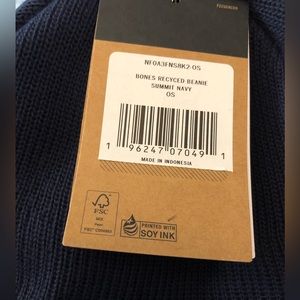 NF0A3FNS8K2-OS
BONES RECYCED BEANIE
SUMMIT NAVY
OS
1 96247 07049 1
MADE IN INDONESIA
FSC
MIX
PRINTED WITH
SOY INK